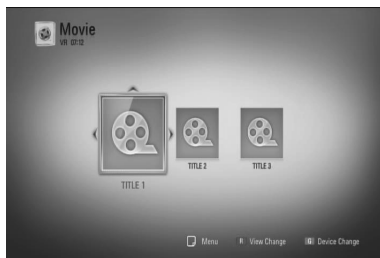 Movie
VR 07:12
TITLE 1
TITLE 2
TITLE 3
Menu
R View Change
G Device Change